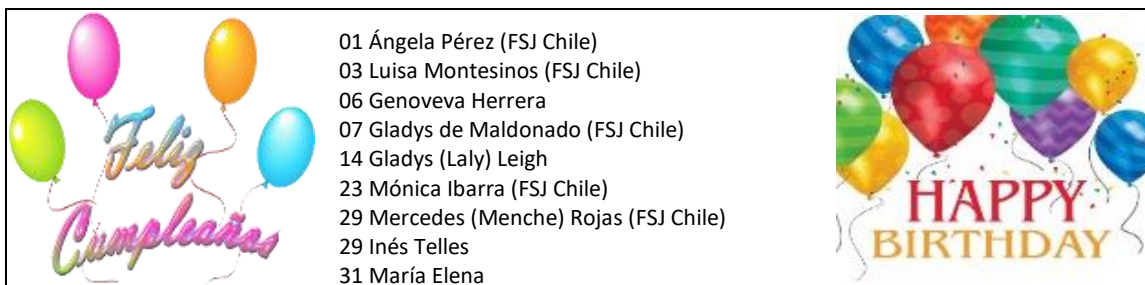 Feliz
Cumpleaños
01 Ángela Pérez (FSJ Chile)
03 Luisa Montesinos (FSJ Chile)
06 Genoveva Herrera
07 Gladys de Maldonado (FSJ Chile)
14 Gladys (Laly) Leigh
23 Mónica Ibarra (FSJ Chile)
29 Mercedes (Menche) Rojas (FSJ Chile)
29 Inés Telles
31 María Elena
HAPPY
BIRTHDAY